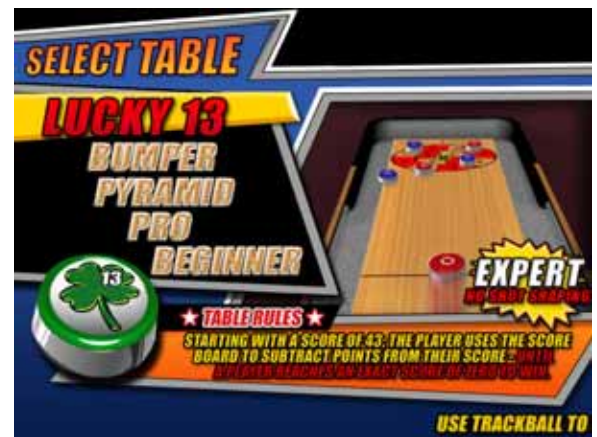 SELECT TABLE
LUCKY 13
BUMPER
PYRAMID
PRO
BEGINNER
13
EXPERT
NO SHOT SHAPING
TABLE RULES
STARTING WITH A SCORE OF 43, THE PLAYER USES THE SCORE
BOARD TO SUBTRACT POINTS FROM THEIR SCORE - UNTIL
A PLAYER REACHES AN EXACT SCORE OF ZERO TO WIN.
USE TRACKBALL TO